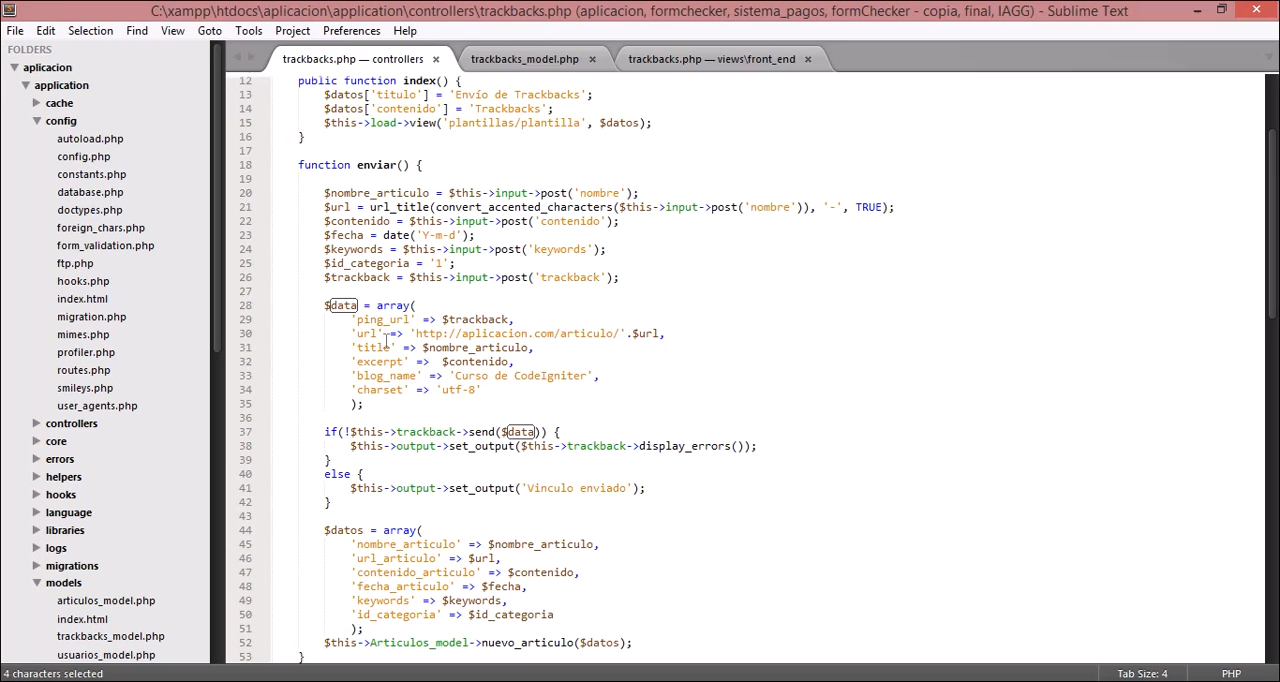 C:\xampp\htdocs\aplicacion\application\controllers\trackbacks.php (aplicacion, formchecker, sistema_pagos, formChecker - copia, final, IAGG) - Sublime Text
File Edit Selection Find View Goto Tools Project Preferences Help
FOLDERS
aplicacion
application
cache
config
autoload.php
config.php
constants.php
database.php
doctypes.php
foreign_chars.php
form_validation.php
ftp.php
hooks.php
index.html
migration.php
mimes.php
profiler.php
routes.php
smileys.php
user_agents.php
controllers
core
errors
helpers
hooks
language
libraries
logs
migrations
models
articulos_model.php
index.html
trackbacks_model.php
usuarios_model.php
trackbacks.php — controllers × trackbacks_model.php × trackbacks.php — views\front_end ×
12 public function index() {
13 $datos['titulo'] = 'Envío de Trackbacks';
14 $datos['contenido'] = 'Trackbacks';
15 $this->load->view('plantillas/plantilla', $datos);
16 }
17
18 function enviar() {
19
20 $nombre_articulo = $this->input->post('nombre');
21 $url = url_title(convert_accented_characters($this->input->post('nombre')), '-', TRUE);
22 $contenido = $this->input->post('contenido');
23 $fecha = date('Y-m-d');
24 $keywords = $this->input->post('keywords');
25 $id_categoria = '1';
26 $trackback = $this->input->post('trackback');
27
28 $data = array(
29 'ping_url' => $trackback,
30 'url' => 'http://aplicacion.com/articulo/'.$url,
31 'title' => $nombre_articulo,
32 'excerpt' =>  $contenido,
33 'blog_name' => 'Curso de CodeIgniter',
34 'charset' => 'utf-8'
35 );
36
37 if(!$this->trackback->send($data)) {
38 $this->output->set_output($this->trackback->display_errors());
39 }
40 else {
41 $this->output->set_output('Vinculo enviado');
42 }
43
44 $datos = array(
45 'nombre_articulo' => $nombre_articulo,
46 'url_articulo' => $url,
47 'contenido_articulo' => $contenido,
48 'fecha_articulo' => $fecha,
49 'keywords' => $keywords,
50 'id_categoria' => $id_categoria
51 );
52 $this->Articulos_model->nuevo_articulo($datos);
53 }
4 characters selected Tab Size: 4 PHP